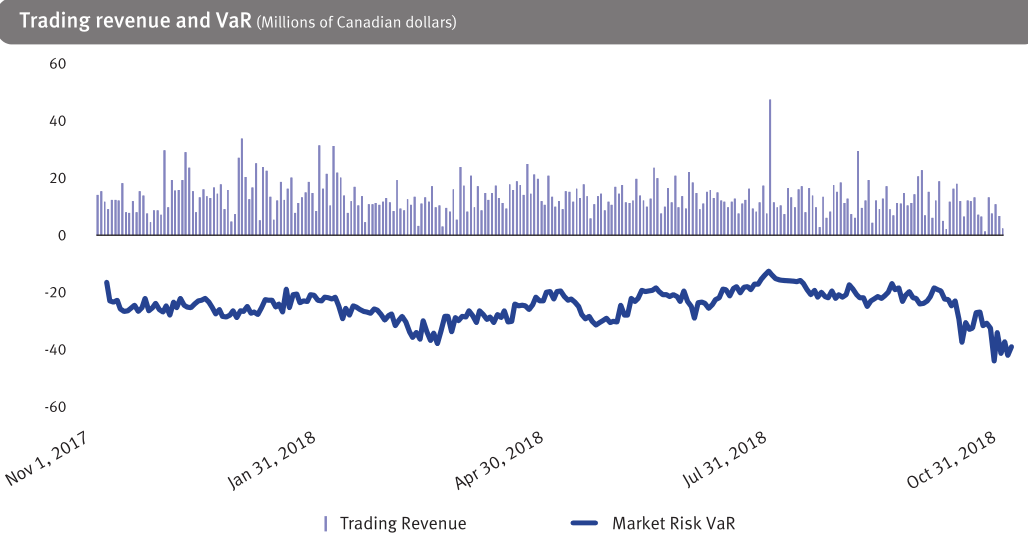 Trading revenue and VaR (Millions of Canadian dollars)
60
40
20
0
-20
-40
-60
Nov 1, 2017
Jan 31, 2018
Apr 30, 2018
Jul 31, 2018
Oct 31, 2018
Trading Revenue
Market Risk VaR